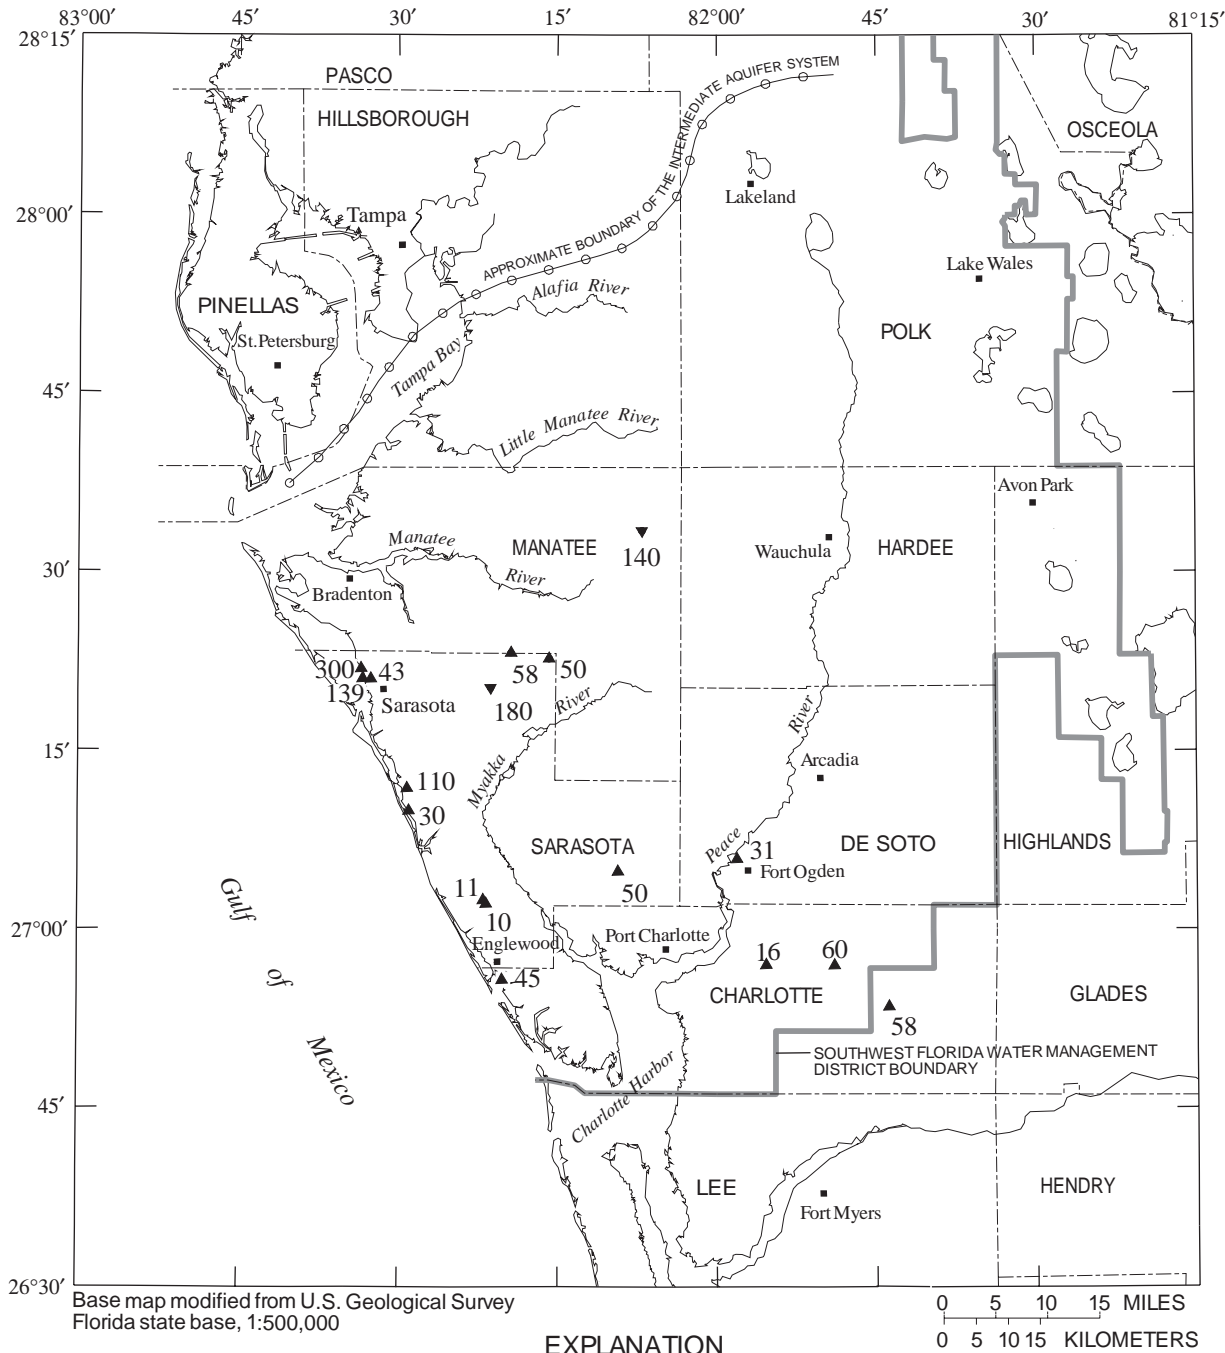 83°00′ 45′ 30′ 15′ 82°00′ 45′ 30′ 81°15′
28°15′
PASCO
HILLSBOROUGH
OSCEOLA
APPROXIMATE BOUNDARY OF THE INTERMEDIATE AQUIFER SYSTEM
Lakeland
28°00′
Tampa
Lake Wales
PINELLAS
Alafia River
St. Petersburg
POLK
Tampa Bay
45′
Little Manatee River
Avon Park
Manatee
River
MANATEE
140
Wauchula
HARDEE
30′
Bradenton
300
43
139
Sarasota
58
50
180
River
Myakka
River
15′
Arcadia
110
30
SARASOTA
Peace
31
DE SOTO
HIGHLANDS
Fort Ogden
50
Gulf
of
Mexico
11
10
27°00′
Englewood
Port Charlotte
16
60
45
CHARLOTTE
GLADES
58
SOUTHWEST FLORIDA WATER MANAGEMENT
DISTRICT BOUNDARY
Charlotte Harbor
45′
LEE
HENDRY
Fort Myers
26°30′
Base map modified from U.S. Geological Survey
Florida state base, 1:500,000
0 5 10 15 MILES
0 5 10 15 KILOMETERS
EXPLANATION